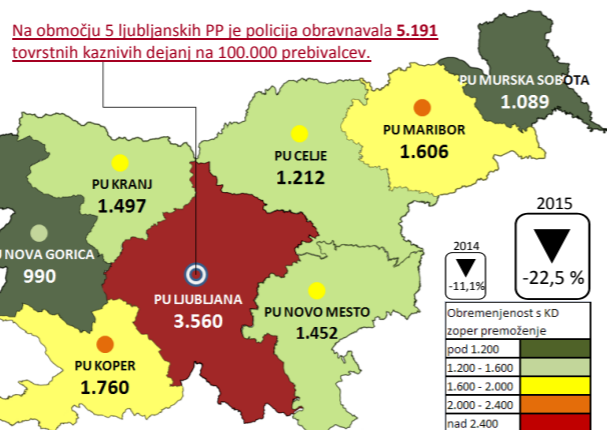 Na območju 5 ljubljanskih PP je policija obravnavala 5.191
tovrstnih kaznivih dejanj na 100.000 prebivalcev.
PU MURSKA SOBOTA
1.089
PU MARIBOR
1.606
PU CELJE
1.212
PU KRANJ
1.497
NOVA GORICA
990
PU LJUBLJANA
3.560
PU NOVO MESTO
1.452
PU KOPER
1.760
2014
-11,1%
2015
-22,5 %
Obremenjenost s KD
zoper premoženje
pod 1.200
1.200 - 1.600
1.600 - 2.000
2.000 - 2.400
nad 2.400